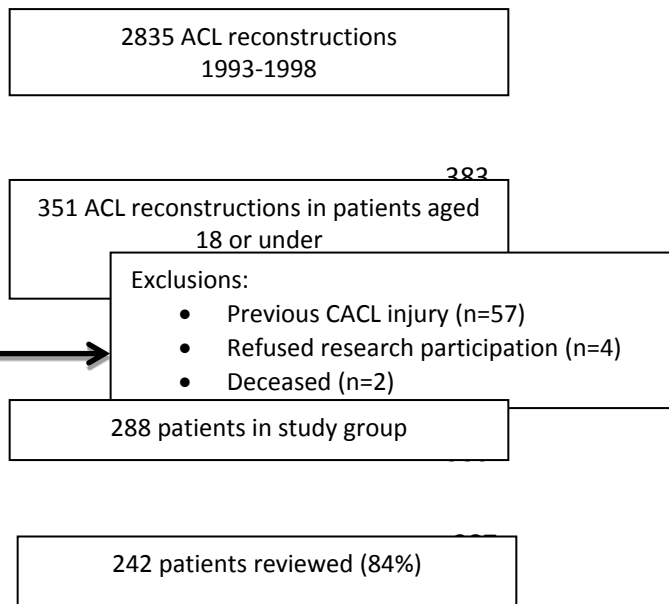 2835 ACL reconstructions
1993-1998
383
351 ACL reconstructions in patients aged
18 or under
Exclusions:
• Previous CACL injury (n=57)
• Refused research participation (n=4)
• Deceased (n=2)
288 patients in study group
242 patients reviewed (84%)